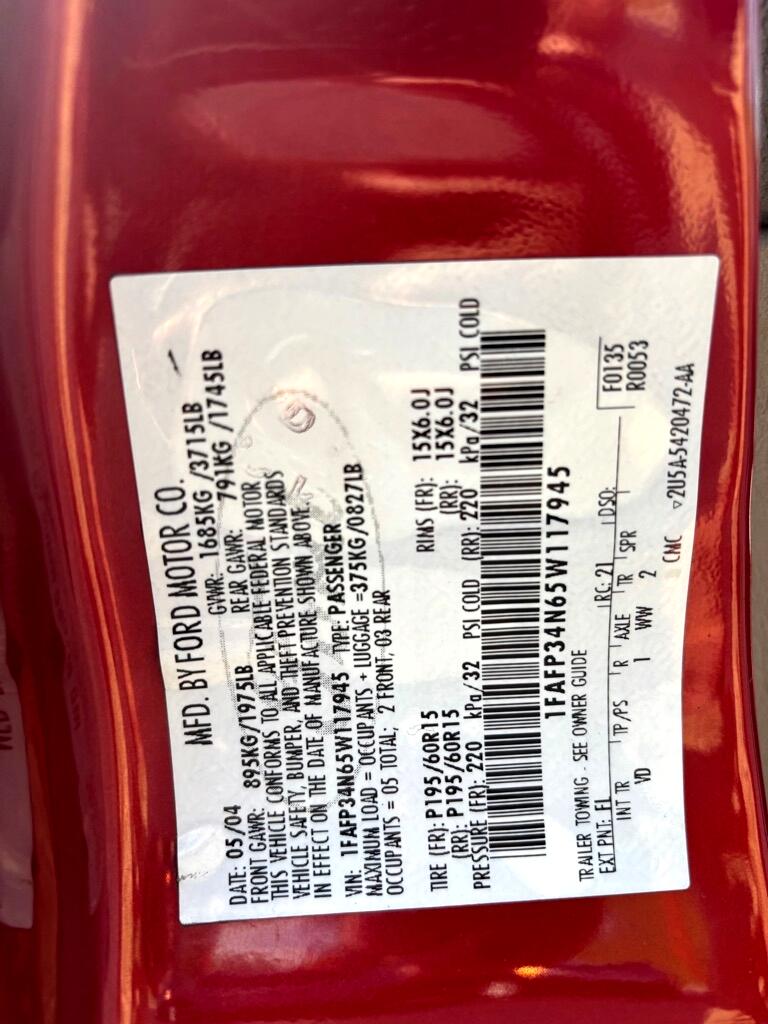 MFD. BY FORD MOTOR CO.
DATE: 05/04 GVWR: 1685KG /3715LB
FRONT GAWR: 895KG/1975LB REAR GAWR: 791KG /1745LB
THIS VEHICLE CONFORMS TO ALL APPLICABLE FEDERAL MOTOR
VEHICLE SAFETY, BUMPER, AND THEFT PREVENTION STANDARDS
IN EFFECT ON THE DATE OF MANUFACTURE SHOWN ABOVE.
VIN: 1FAFP34N65W117945 TYPE: PASSENGER
MAXIMUM LOAD = OCCUPANTS + LUGGAGE =375KG/0827LB
OCCUPANTS = 05 TOTAL; 2 FRONT, 03 REAR
TIRE (FR): P195/60R15 RIMS (FR): 15X6.0J
(RR): P195/60R15 (RR): 15X6.0J
PRESSURE (FR): 220 kPa/32 PSI COLD (RR): 220 kPa/32 PSI COLD
1FAFP34N65W117945
TRAILER TOWING - SEE OWNER GUIDE
EXT PNT: FL RC: 21 DSO: F0135
INT TR TP/PS R AXLE TR SPR R0053
VD 1 WW 2
CMC ▽2U5A-5420472-AA